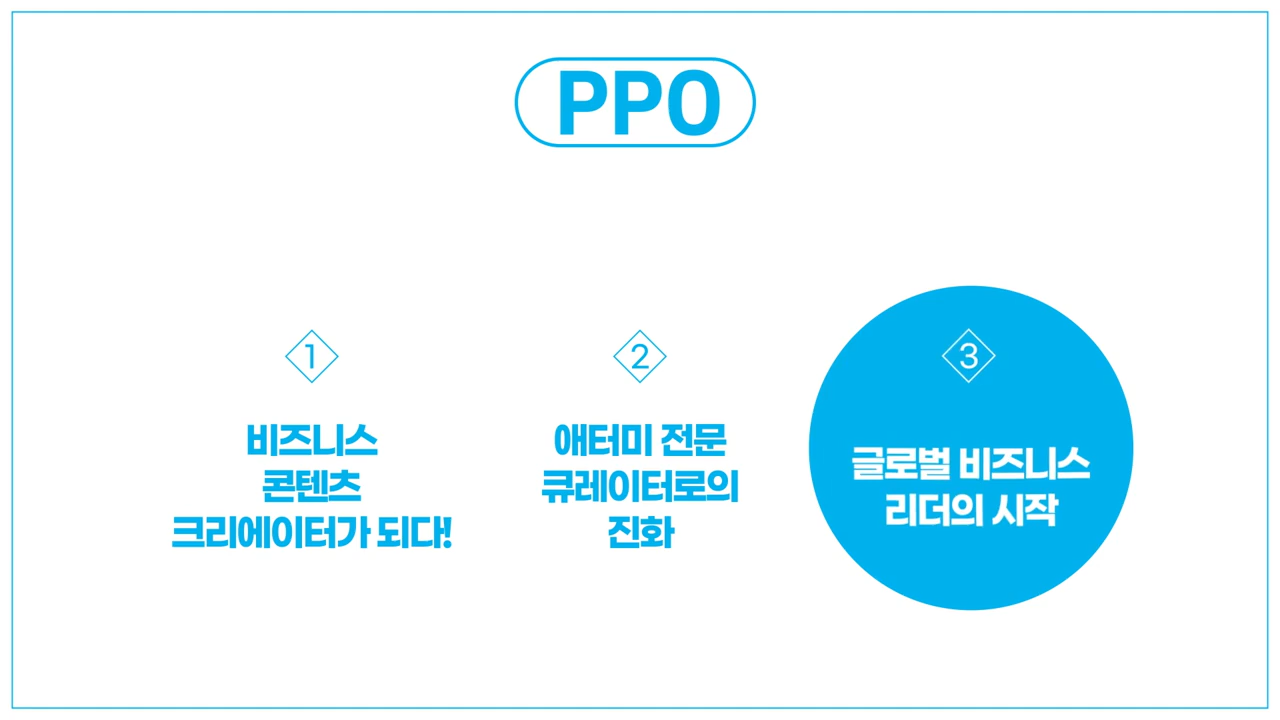 PPO
1
비즈니스
콘텐츠
크리에이터가 되다!
2
애터미 전문
큐레이터로의
진화
3
글로벌 비즈니스
리더의 시작